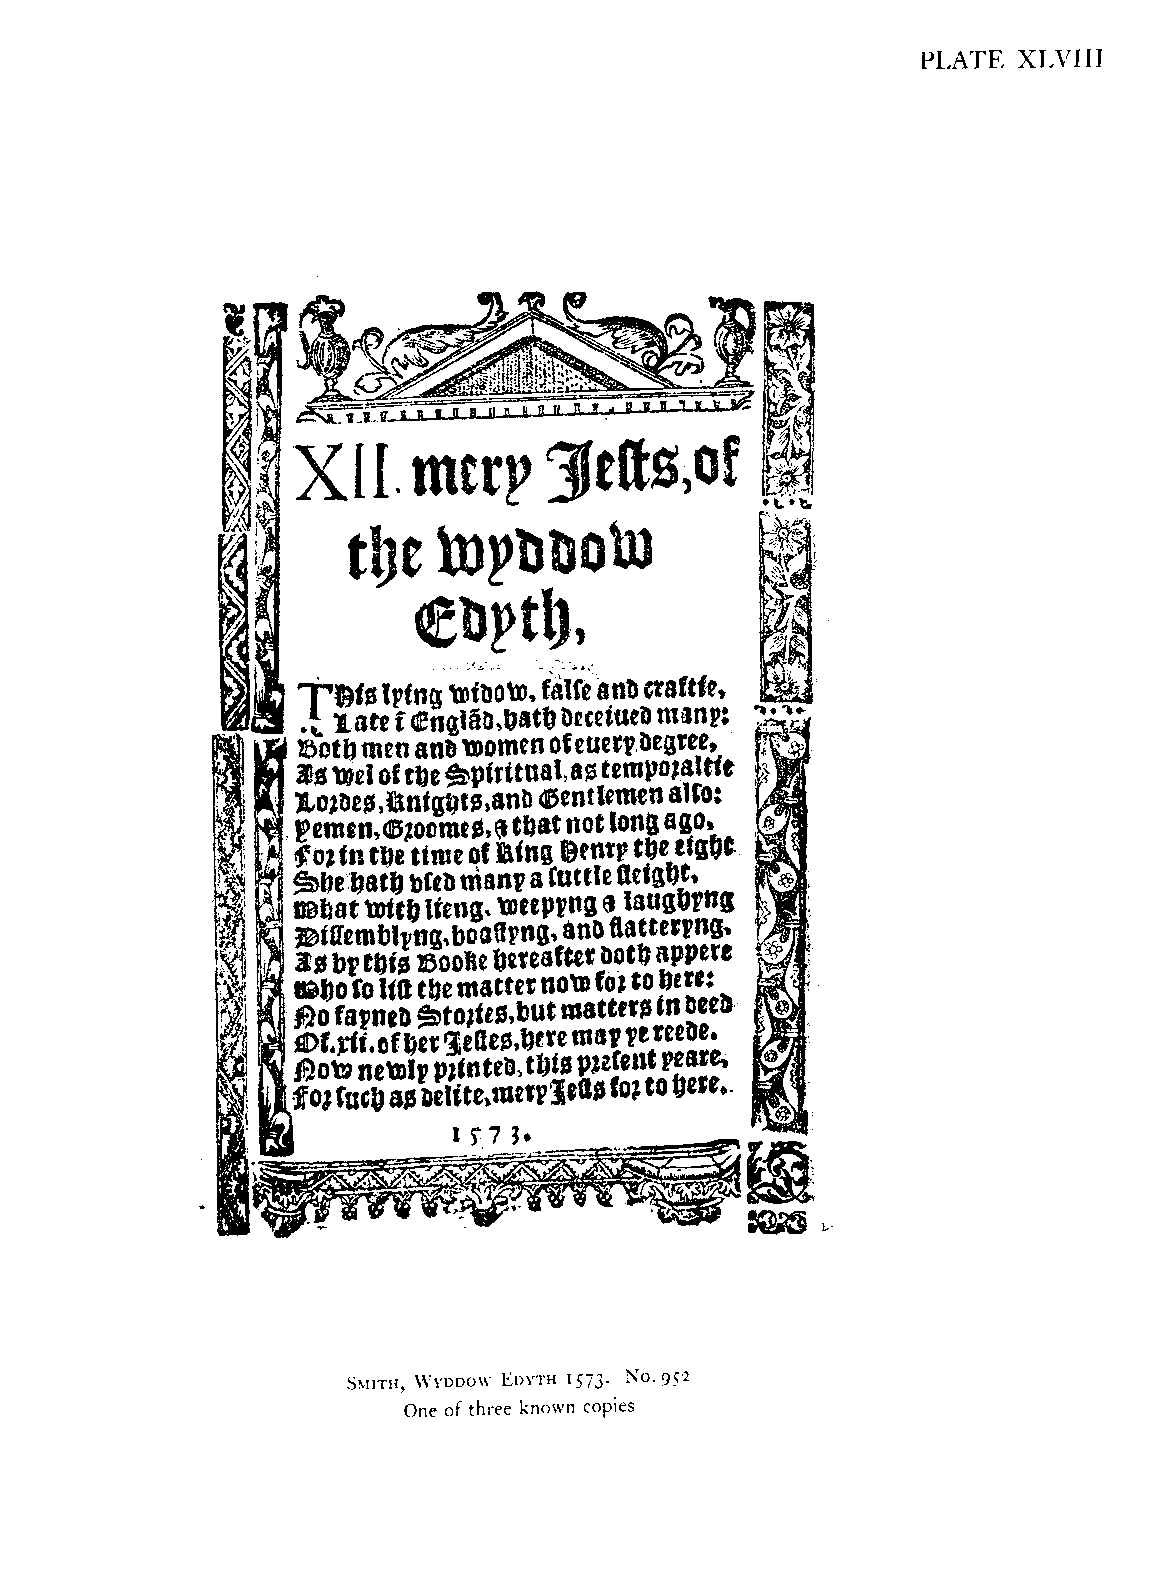 PLATE XLVIII
XII. mery Jeſts, of
the wyddow
Edyth,
THis lying widow, falſe and craftie,
Late ī Englād, hath deceiued many:
Both men and women of euery degree,
As wel of the Spiritual, as temporaltie
Lordes, Knights, and Gentlemen alſo:
Yemen, Groomes, & that not long ago,
For in the time of King Henry the eight
She hath vſed many a ſuttle ſleight,
What with lieng, weepyng & laughyng
Diſſemblyng, boaſtyng, and flatteryng,
As by this Booke hereafter doth appere
Who ſo liſt the matter now for to here:
No fayned Stories, but matters in deed
Of .xii. of her Jeſtes, here may ye reede.
Now newly printed, this preſent yeare,
For ſuch as delite, mery Jeſts for to here.
1573.
SMITH, WYDDOW EDYTH 1573. No. 952
One of three known copies